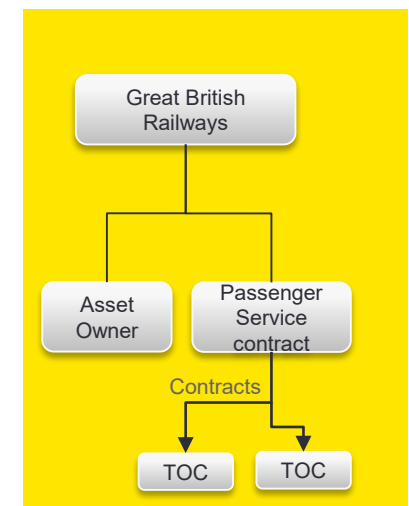 Great British
Railways
Asset
Owner
Passenger
Service
contract
Contracts
TOC
TOC